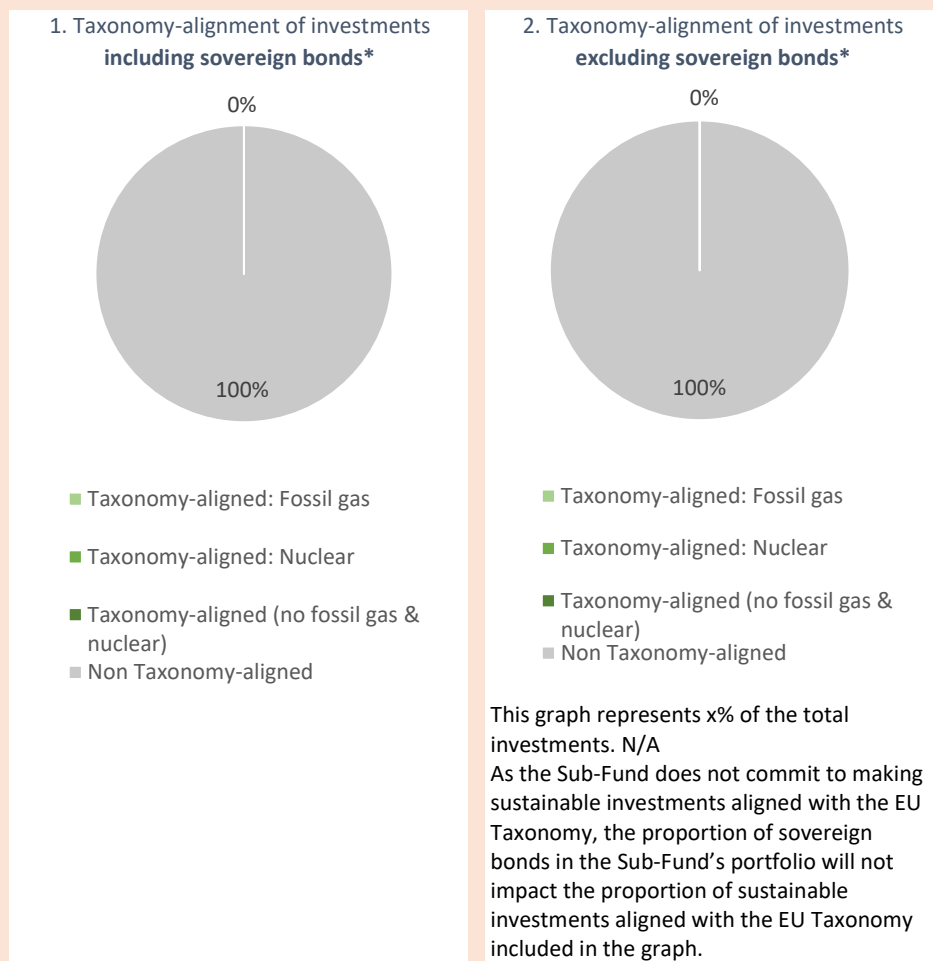 1. Taxonomy-alignment of investments
including sovereign bonds*
0%
100%
Taxonomy-aligned: Fossil gas
Taxonomy-aligned: Nuclear
Taxonomy-aligned (no fossil gas &
nuclear)
Non Taxonomy-aligned
2. Taxonomy-alignment of investments
excluding sovereign bonds*
0%
100%
Taxonomy-aligned: Fossil gas
Taxonomy-aligned: Nuclear
Taxonomy-aligned (no fossil gas &
nuclear)
Non Taxonomy-aligned
This graph represents x% of the total
investments. N/A
As the Sub-Fund does not commit to making
sustainable investments aligned with the EU
Taxonomy, the proportion of sovereign
bonds in the Sub-Fund’s portfolio will not
impact the proportion of sustainable
investments aligned with the EU Taxonomy
included in the graph.